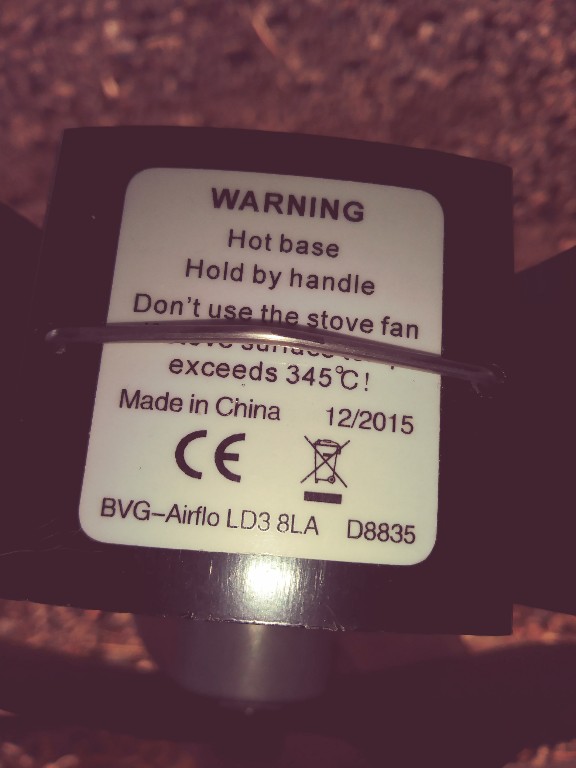 WARNING
Hot base
Hold by handle
Don't use the stove fan
surface
exceeds 345℃!
Made in China 12/2015
CE
BVG-Airflo LD3 8LA D8835